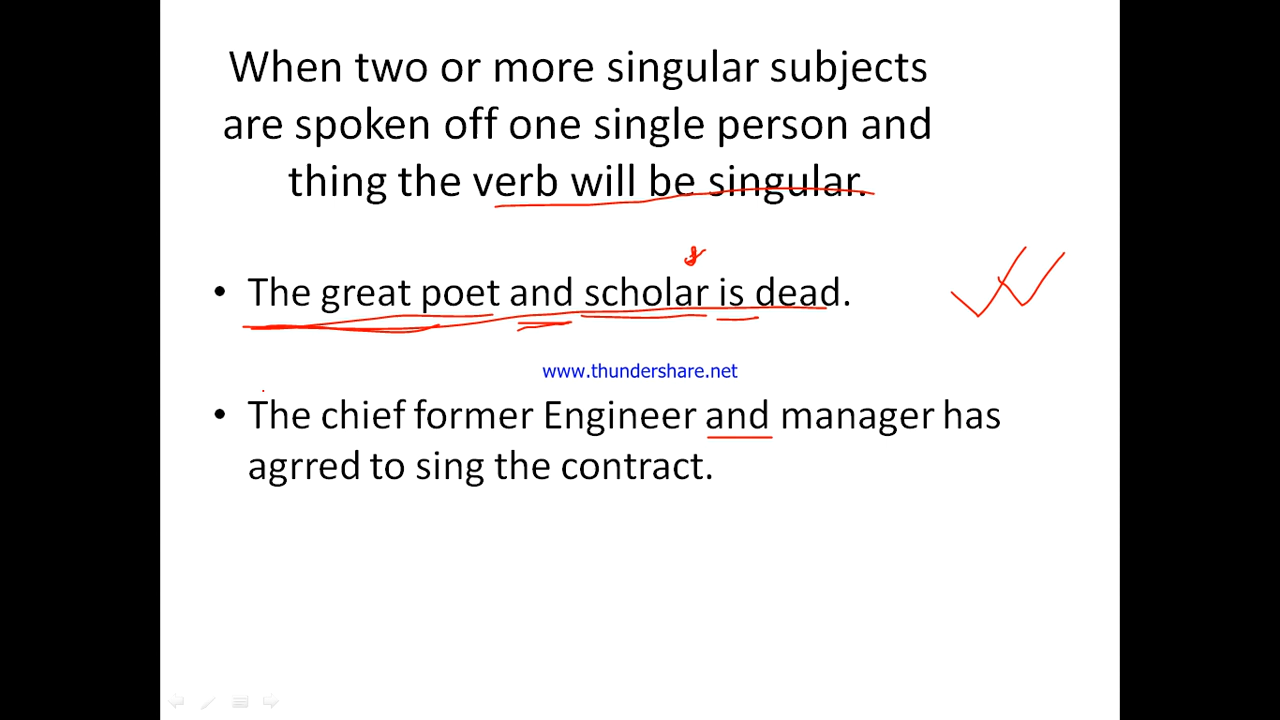 When two or more singular subjects
are spoken off one single person and
thing the verb will be singular.
• The great poet and scholar is dead.
www.thundershare.net
• The chief former Engineer and manager has
agrred to sing the contract.